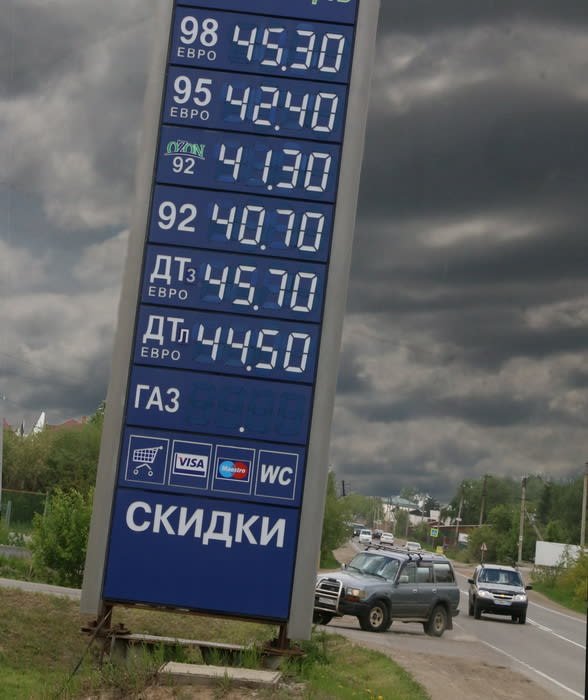 98 45.30
ЕВРО
95 42.40
ЕВРО
OZON 41.30
92
92 40.70
ДТз 45.70
ЕВРО
ДТл 44.50
ЕВРО
ГАЗ
VISA Maestro WC
СКИДКИ